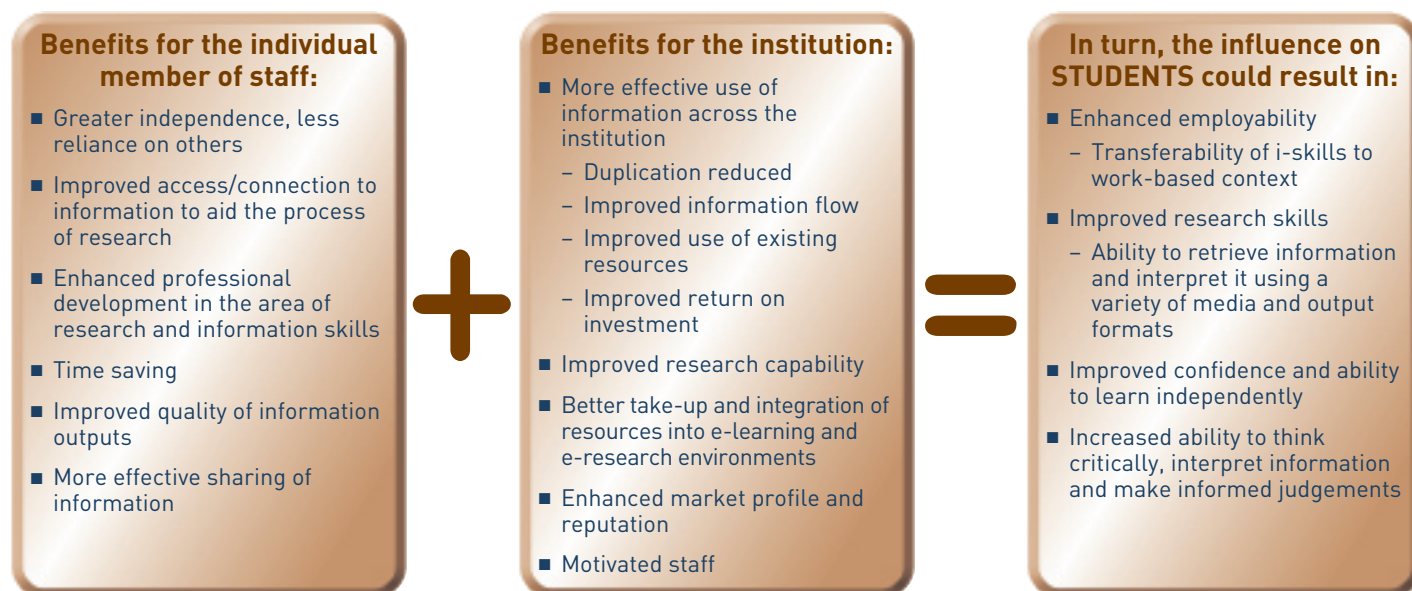 Benefits for the individual
member of staff:
■ Greater independence, less
reliance on others
■ Improved access/connection to
information to aid the process
of research
■ Enhanced professional
development in the area of
research and information skills
■ Time saving
■ Improved quality of information
outputs
■ More effective sharing of
information
+
Benefits for the institution:
■ More effective use of
information across the
institution
– Duplication reduced
– Improved information flow
– Improved use of existing
resources
– Improved return on
investment
■ Improved research capability
■ Better take-up and integration of
resources into e-learning and
e-research environments
■ Enhanced market profile and
reputation
■ Motivated staff
=
In turn, the influence on
STUDENTS could result in:
■ Enhanced employability
– Transferability of i-skills to
work-based context
■ Improved research skills
– Ability to retrieve information
and interpret it using a
variety of media and output
formats
■ Improved confidence and ability
to learn independently
■ Increased ability to think
critically, interpret information
and make informed judgements